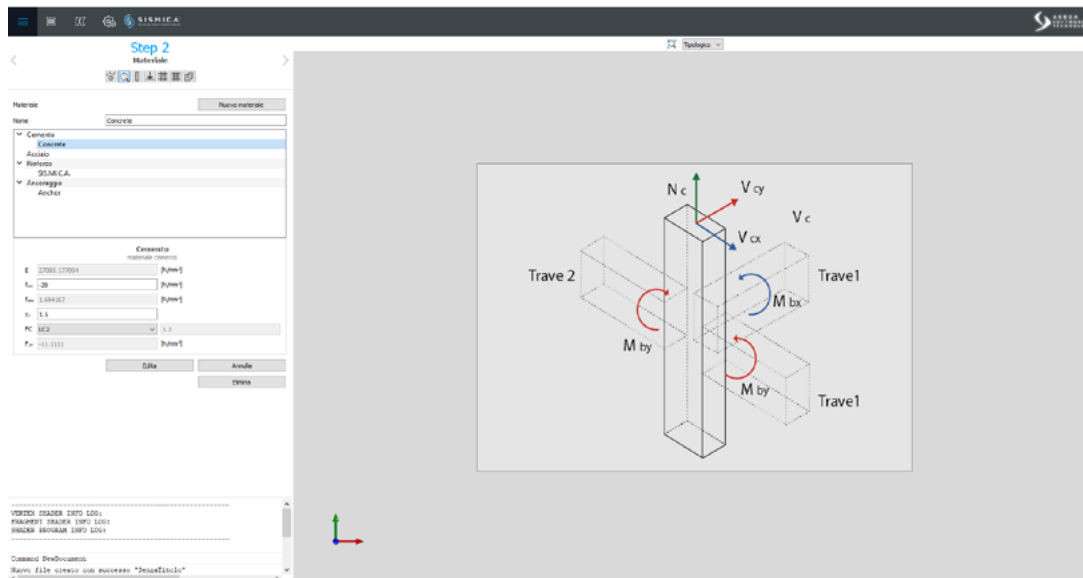 SISMICA
Step 2
Materiale
Tipologico
Materiale
Nuovo materiale
Nome
Concrete
Cemento
Concrete
Acciaio
Rinforzo
SIS.MI.C.A.
Ancoraggio
Anchor
Cemento
materiale cemento
E
27085.177094
[N/mm²]
-20
[N/mm²]
1.694167
[N/mm²]
1.5
FC
LC2
1.2
-11.1111
[N/mm²]
Edita
Annulla
Elimina
N c
V cy
V c
V cx
Trave 2
Trave1
M bx
M by
M by
Trave1
VERTEX SHADER INFO LOG:
FRAGMENT SHADER INFO LOG:
SHADER PROGRAM INFO LOG:
Command NewDocument
Nuovo file creato con successo "SenzaTitolo"